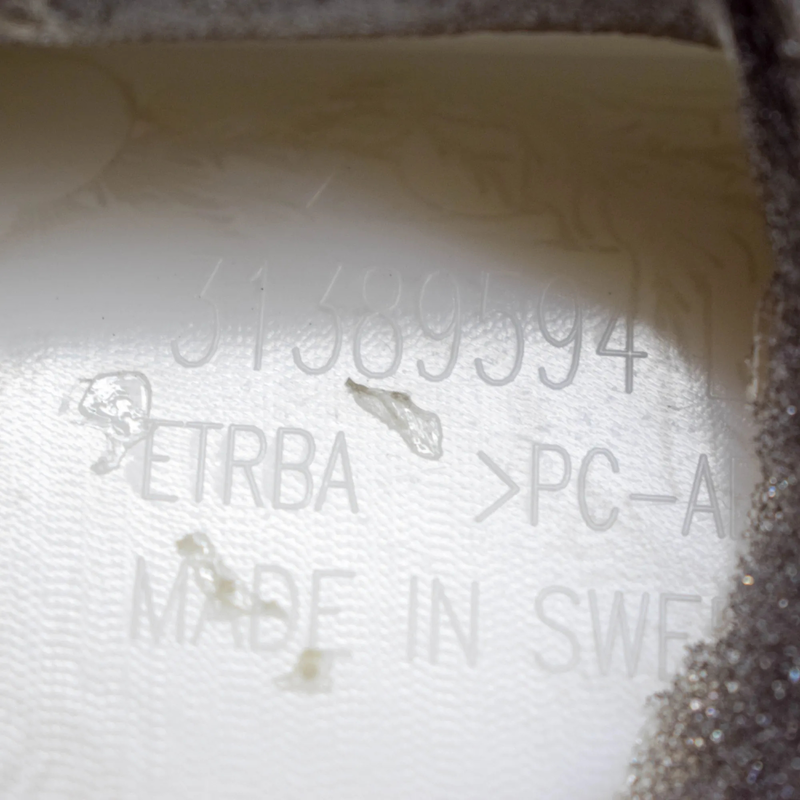 31389594
ETRBA >PC-A
MADE IN SWE